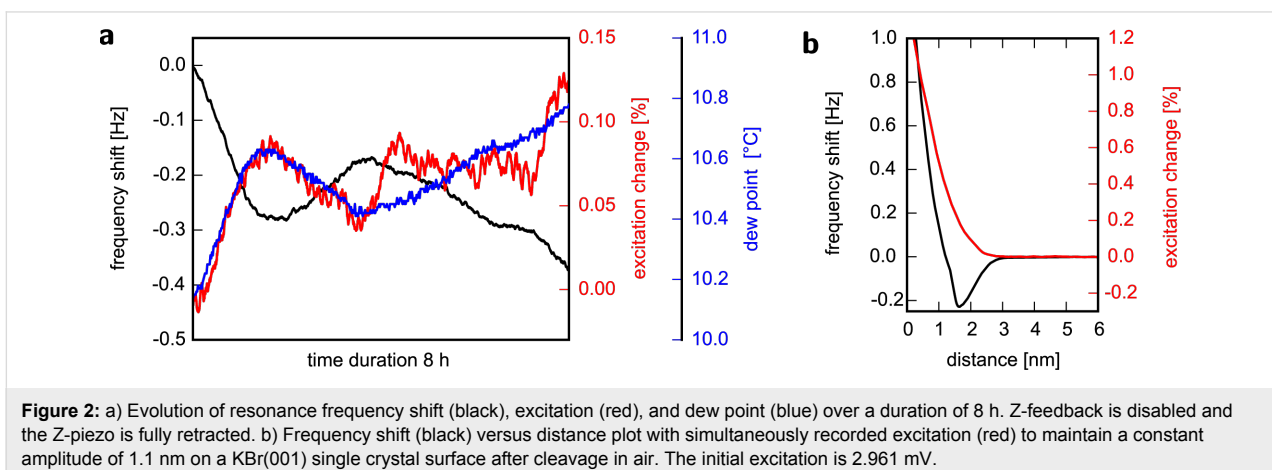 a
0.0
-0.1
-0.2
-0.3
-0.4
-0.5
frequency shift [Hz]
time duration 8 h
0.15
0.10
0.05
0.00
excitation change [%]
11.0
10.8
10.6
10.4
10.2
10.0
dew point [°C]
b
1.0
0.8
0.6
0.4
0.2
0.0
-0.2
frequency shift [Hz]
0 1 2 3 4 5 6
distance [nm]
1.2
1.0
0.8
0.6
0.4
0.2
0.0
-0.2
excitation change [%]
Figure 2: a) Evolution of resonance frequency shift (black), excitation (red), and dew point (blue) over a duration of 8 h. Z-feedback is disabled and
the Z-piezo is fully retracted. b) Frequency shift (black) versus distance plot with simultaneously recorded excitation (red) to maintain a constant
amplitude of 1.1 nm on a KBr(001) single crystal surface after cleavage in air. The initial excitation is 2.961 mV.